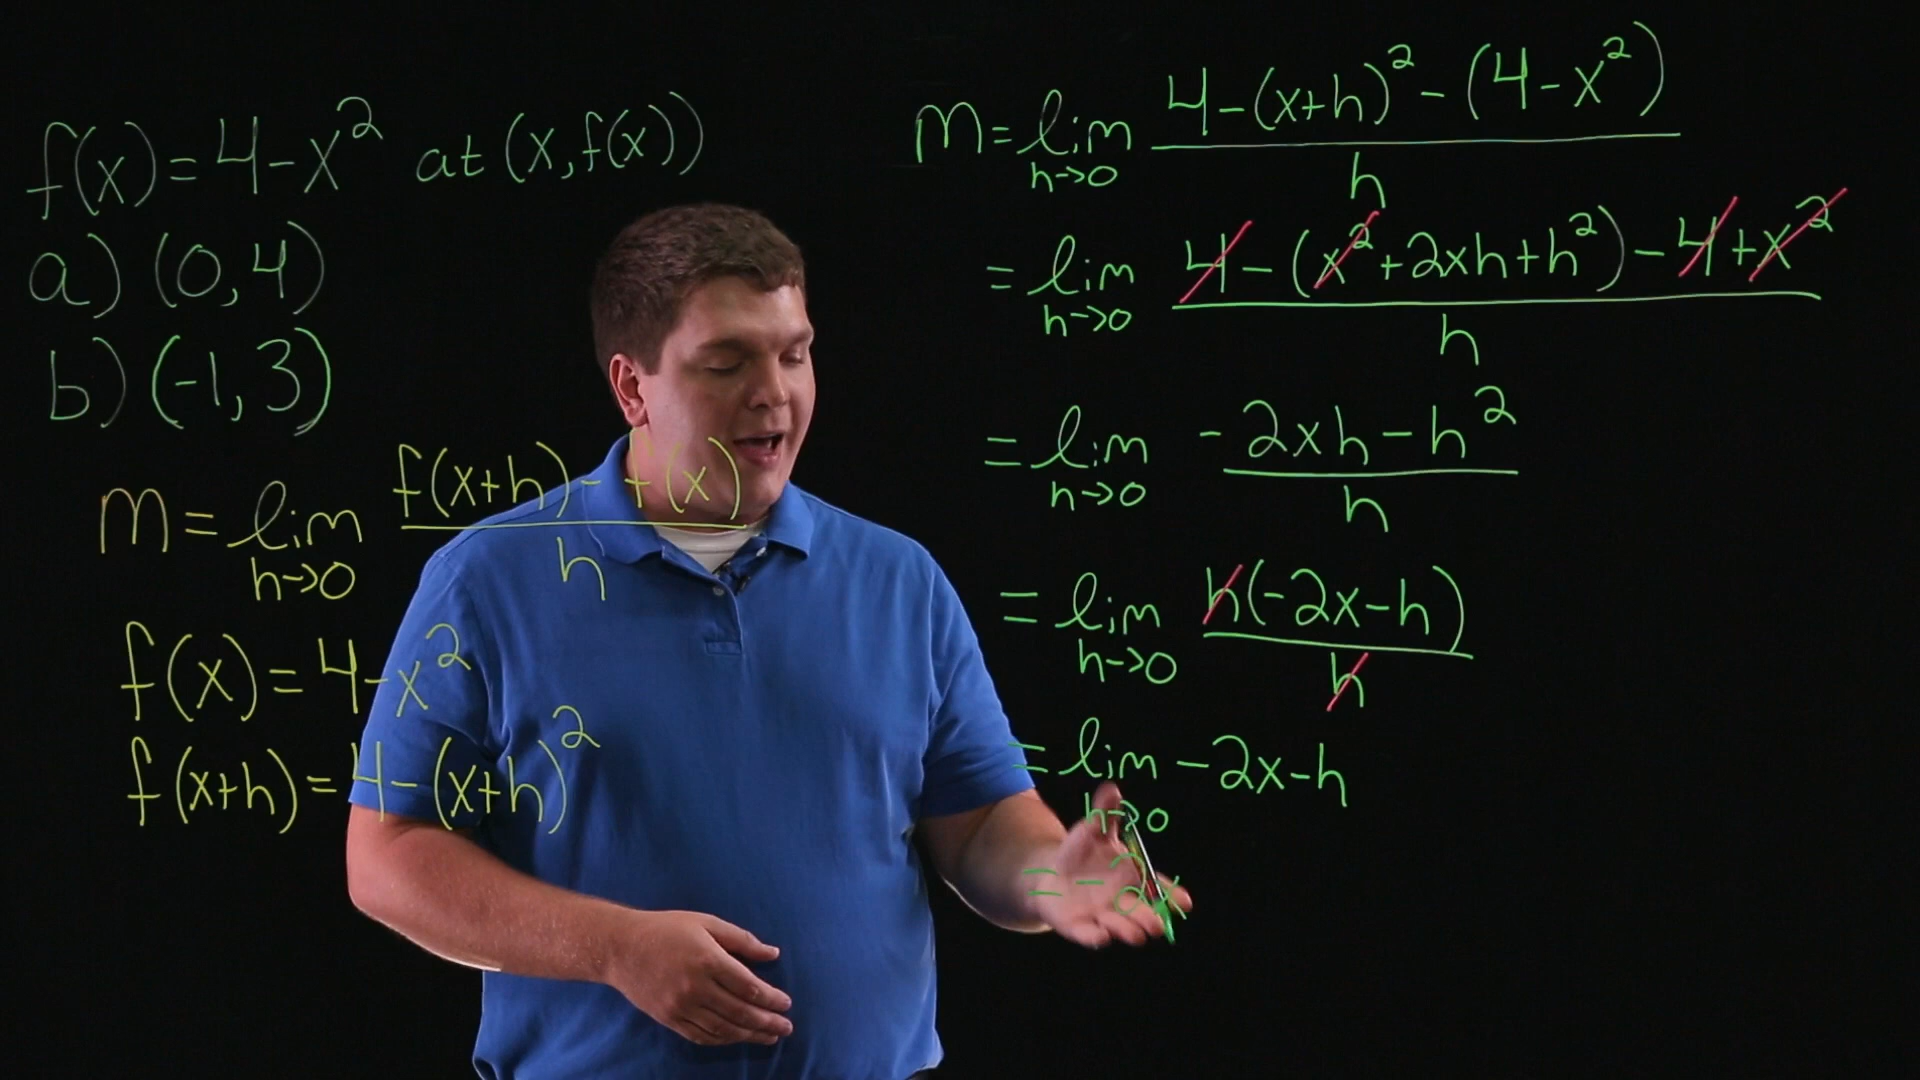 f(x) = 4-x² at (x, f(x))
a) (0, 4)
b) (-1, 3)
m = lim h→0 f(x+h) - f(x) / h
f(x) = 4-x²
f(x+h) = 4-(x+h)²
m = lim h→0 4-(x+h)² - (4-x²) / h
= lim h→0 4-(x²+2xh+h²)-4+x² / h
= lim h→0 -2xh-h² / h
= lim h→0 h(-2x-h) / h
= lim h→0 -2x-h
= -2x